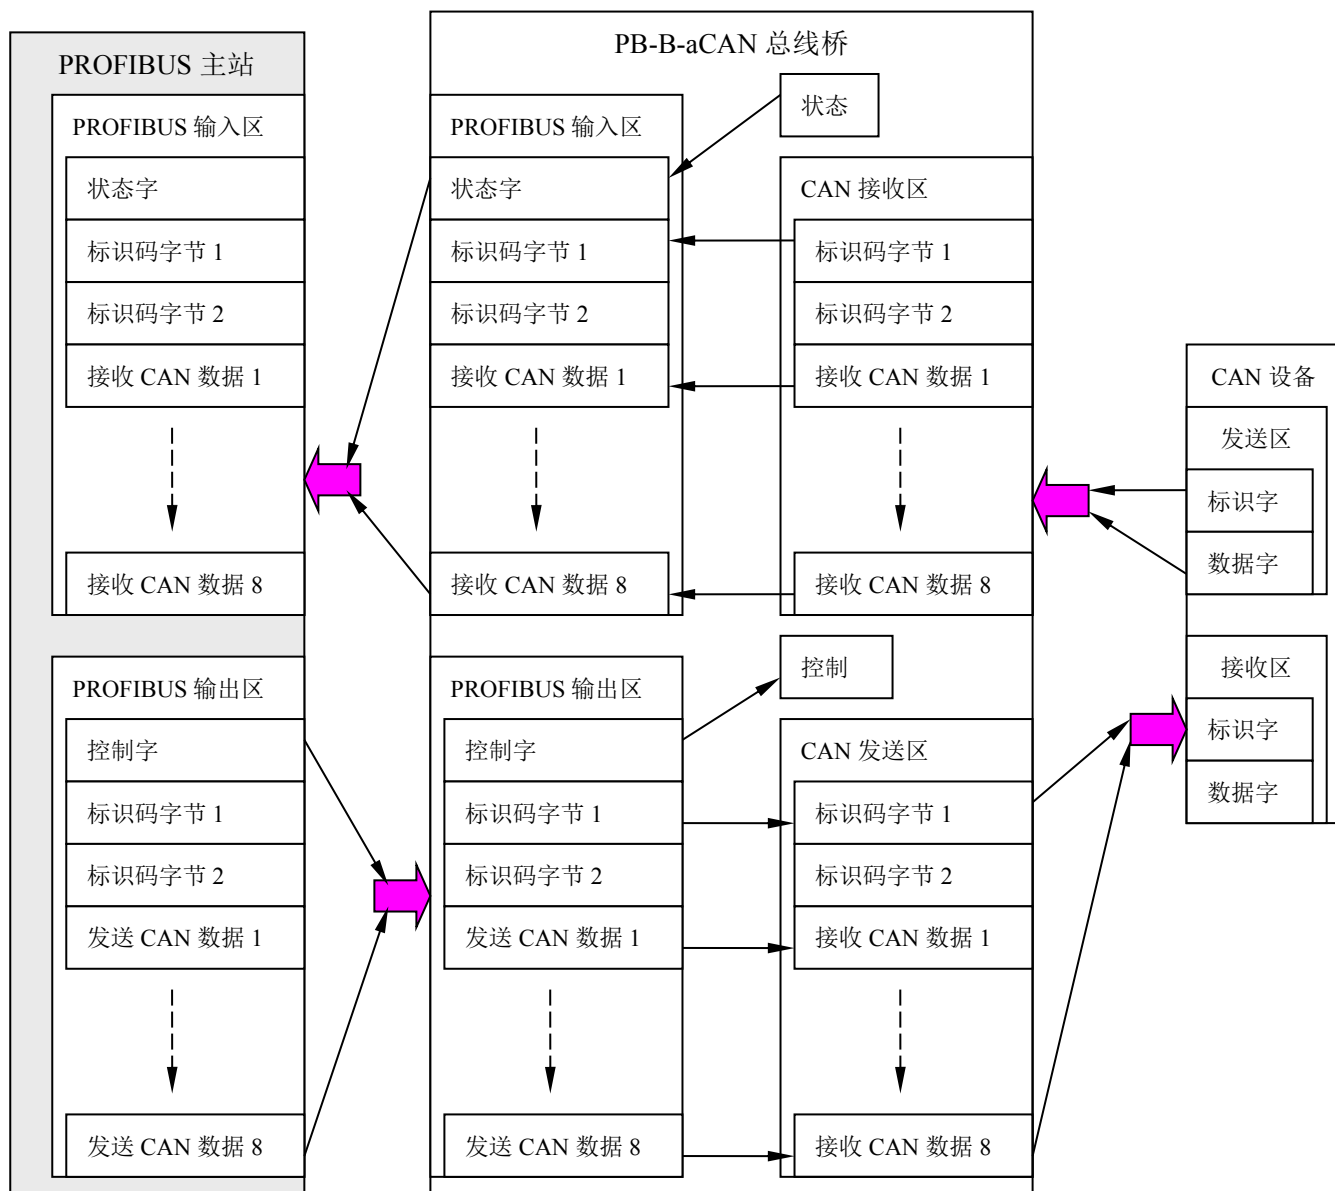 PROFIBUS 主站
PROFIBUS 输入区
状态字
标识码字节 1
标识码字节 2
接收 CAN 数据 1
接收 CAN 数据 8
PROFIBUS 输出区
控制字
标识码字节 1
标识码字节 2
发送 CAN 数据 1
发送 CAN 数据 8
PB-B-aCAN 总线桥
PROFIBUS 输入区
状态字
标识码字节 1
标识码字节 2
接收 CAN 数据 1
接收 CAN 数据 8
PROFIBUS 输出区
控制字
标识码字节 1
标识码字节 2
发送 CAN 数据 1
发送 CAN 数据 8
状态
CAN 接收区
标识码字节 1
标识码字节 2
接收 CAN 数据 1
接收 CAN 数据 8
控制
CAN 发送区
标识码字节 1
标识码字节 2
接收 CAN 数据 1
接收 CAN 数据 8
CAN 设备
发送区
标识字
数据字
接收区
标识字
数据字